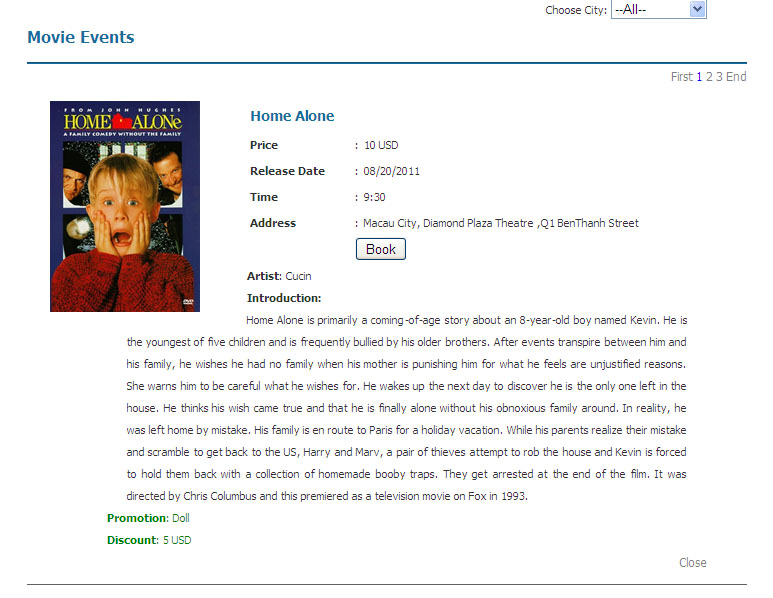 Choose City: --All--
Movie Events
First 1 2 3 End
FROM JOHN HUGHES
HOME ALONe
A FAMILY COMEDY WITHOUT THE FAMILY
DVD
Home Alone
Price : 10 USD
Release Date : 08/20/2011
Time : 9:30
Address : Macau City, Diamond Plaza Theatre ,Q1 BenThanh Street
Book
Artist: Cucin
Introduction:
Home Alone is primarily a coming-of-age story about an 8-year-old boy named Kevin. He is
the youngest of five children and is frequently bullied by his older brothers. After events transpire between him and
his family, he wishes he had no family when his mother is punishing him for what he feels are unjustified reasons.
She warns him to be careful what he wishes for. He wakes up the next day to discover he is the only one left in the
house. He thinks his wish came true and that he is finally alone without his obnoxious family around. In reality, he
was left home by mistake. His family is en route to Paris for a holiday vacation. While his parents realize their mistake
and scramble to get back to the US, Harry and Marv, a pair of thieves attempt to rob the house and Kevin is forced
to hold them back with a collection of homemade booby traps. They get arrested at the end of the film. It was
directed by Chris Columbus and this premiered as a television movie on Fox in 1993.
Promotion: Doll
Discount: 5 USD
Close